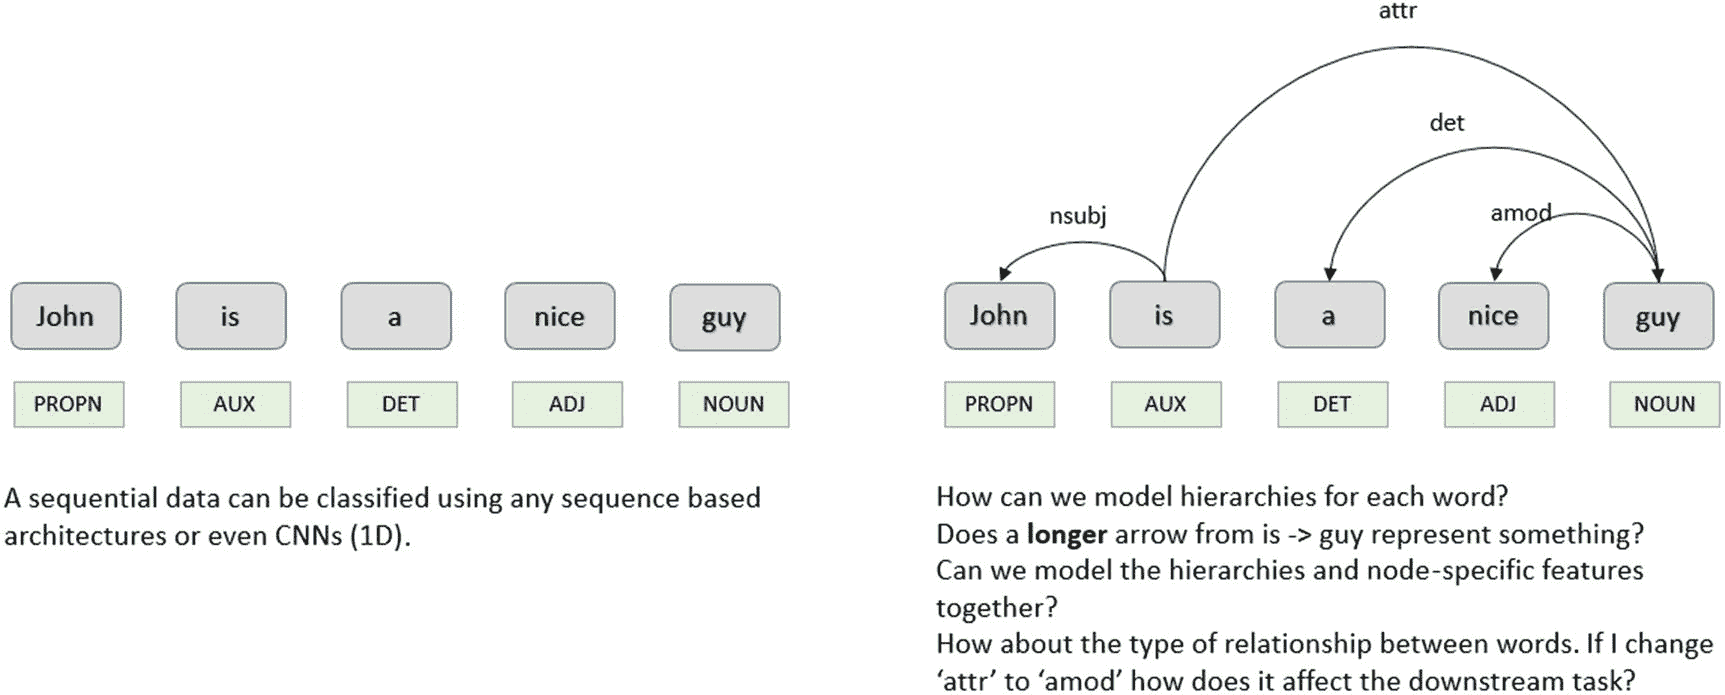 John is a nice guy
PROPN AUX DET ADJ NOUN
A sequential data can be classified using any sequence based
architectures or even CNNs (1D).
attr
det
amod
nsubj
John is a nice guy
PROPN AUX DET ADJ NOUN
How can we model hierarchies for each word?
Does a longer arrow from is -> guy represent something?
Can we model the hierarchies and node-specific features
together?
How about the type of relationship between words. If I change
‘attr’ to ‘amod’ how does it affect the downstream task?